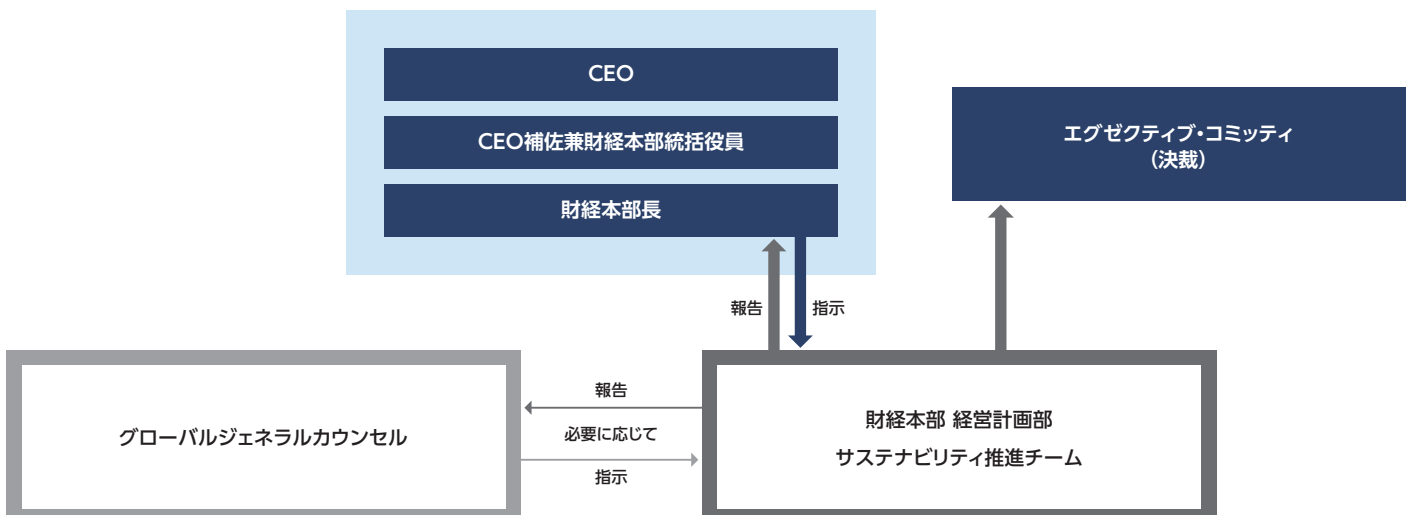 CEO
CEO補佐兼財経本部統括役員
財経本部長
エグゼクティブ・コミッティ
(決裁)
報告
指示
グローバルジェネラルカウンセル
報告
必要に応じて
指示
財経本部 経営計画部
サステナビリティ推進チーム